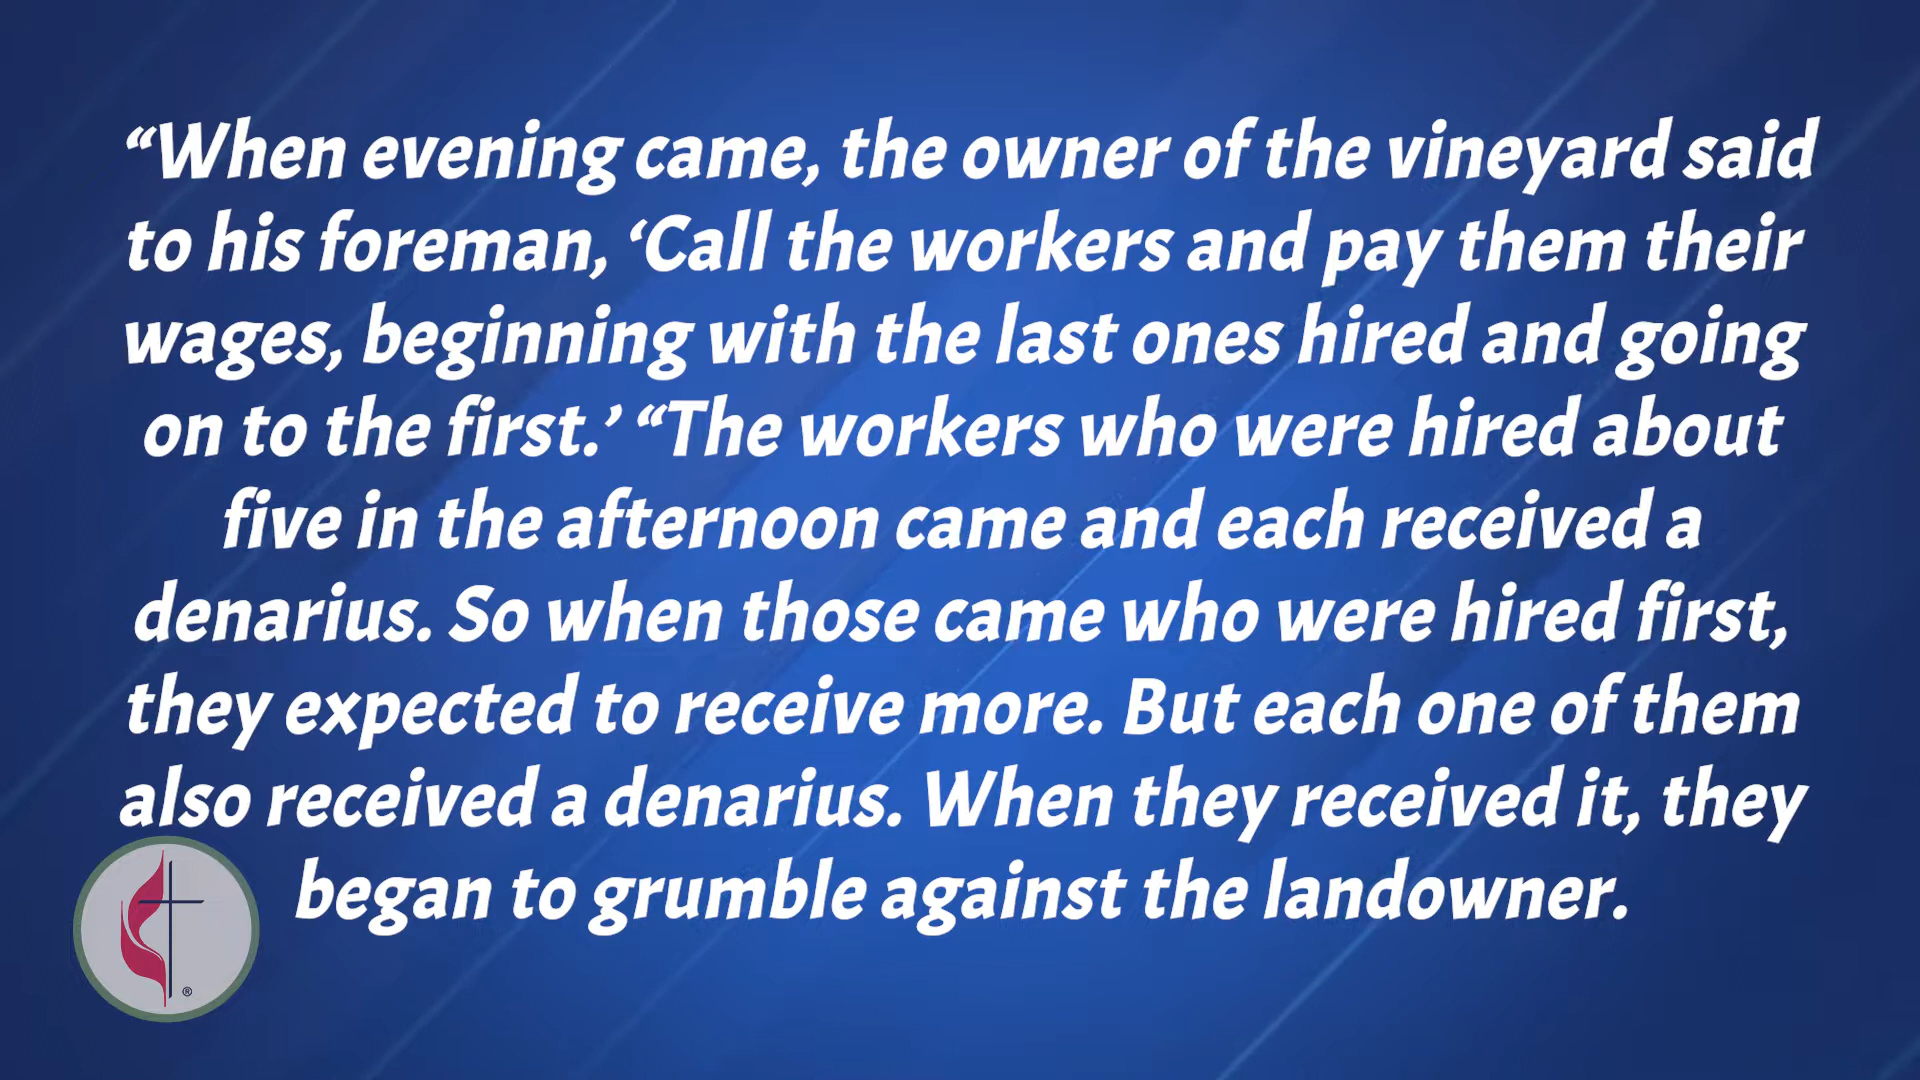 “When evening came, the owner of the vineyard said
to his foreman, ‘Call the workers and pay them their
wages, beginning with the last ones hired and going
on to the first.’ “The workers who were hired about
five in the afternoon came and each received a
denarius. So when those came who were hired first,
they expected to receive more. But each one of them
also received a denarius. When they received it, they
began to grumble against the landowner.
®